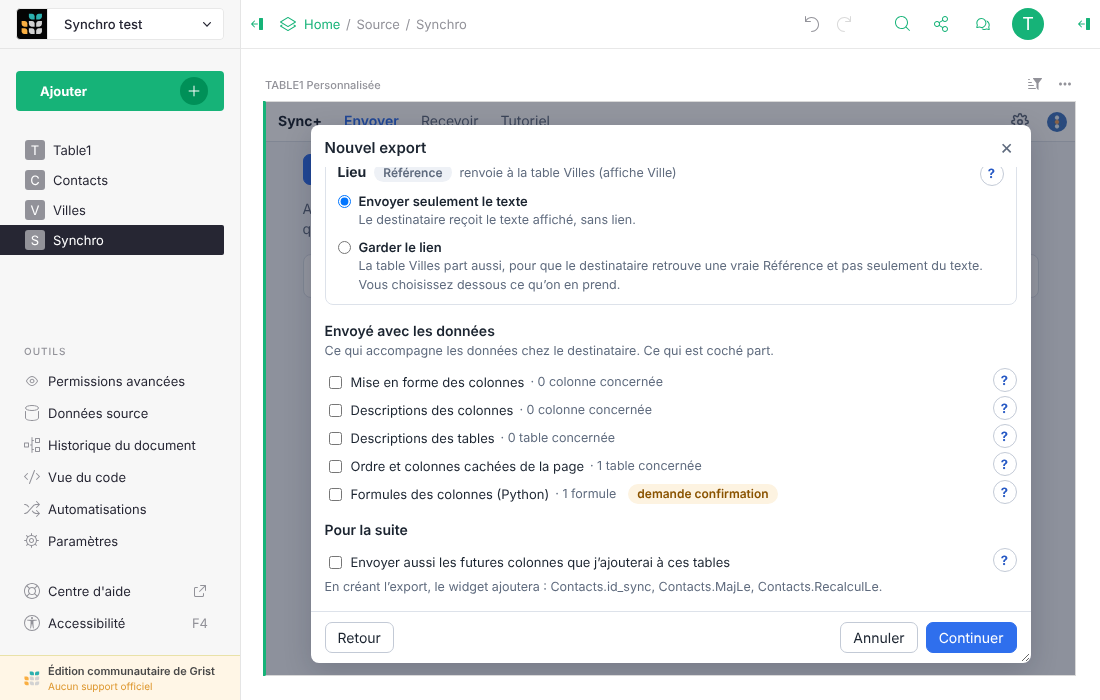 Synchro test
Home / Source / Synchro
T
Ajouter
T Table1
C Contacts
V Villes
S Synchro
OUTILS
Permissions avancées
Données source
Historique du document
Vue du code
Automatisations
Paramètres
Centre d'aide
Accessibilité F4
Édition communautaire de Grist
Aucun support officiel
TABLE1 Personnalisée
Sync+ Envoyer Recevoir Tutoriel
Nouvel export
Lieu Référence renvoie à la table Villes (affiche Ville) ?
Envoyer seulement le texte
Le destinataire reçoit le texte affiché, sans lien.
Garder le lien
La table Villes part aussi, pour que le destinataire retrouve une vraie Référence et pas seulement du texte.
Vous choisissez dessous ce qu’on en prend.
Envoyé avec les données
Ce qui accompagne les données chez le destinataire. Ce qui est coché part.
Mise en forme des colonnes · 0 colonne concernée ?
Descriptions des colonnes · 0 colonne concernée ?
Descriptions des tables · 0 table concernée ?
Ordre et colonnes cachées de la page · 1 table concernée ?
Formules des colonnes (Python) · 1 formule demande confirmation ?
Pour la suite
Envoyer aussi les futures colonnes que j’ajouterai à ces tables ?
En créant l’export, le widget ajoutera : Contacts.id_sync, Contacts.MajLe, Contacts.RecalculLe.
Retour Annuler Continuer